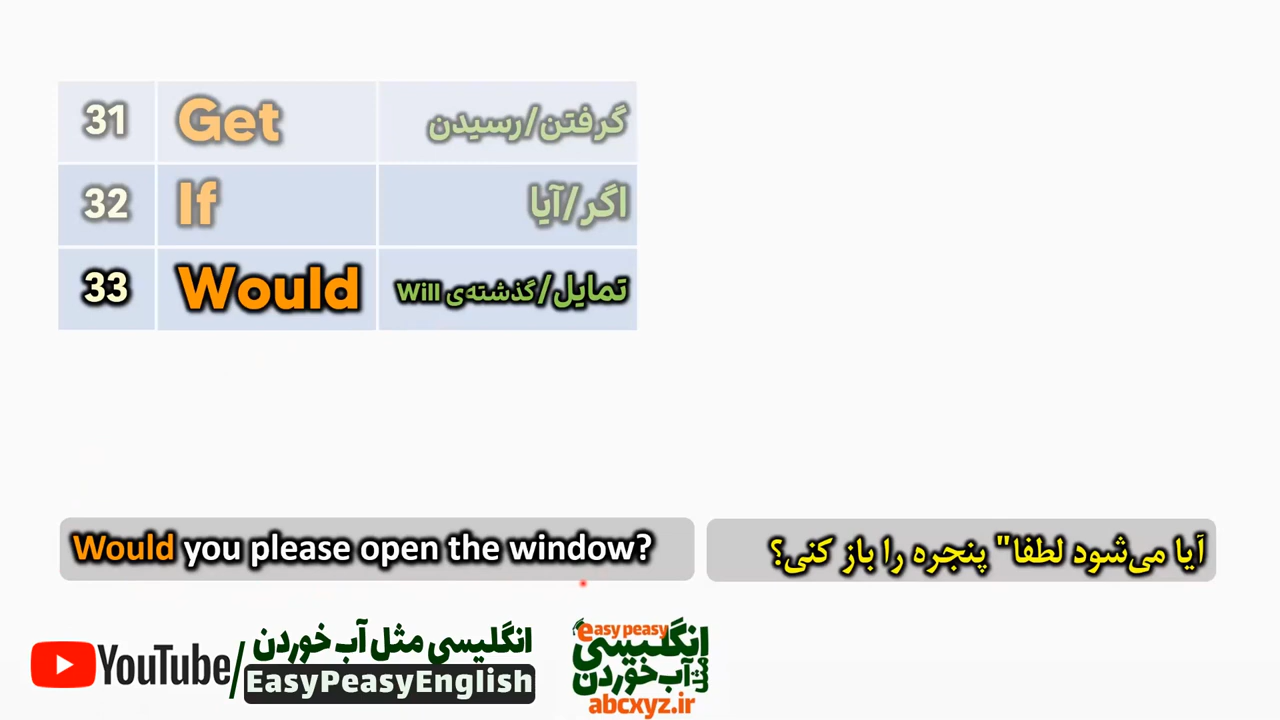 31 Get گرفتن/رسیدن
32 If اگر/آیا
33 Would تمایل/گذشته‌ی Will
Would you please open the window?
آیا می‌شود لطفا" پنجره را باز کنی؟
YouTube/
انگلیسی مثل آب خوردن
EasyPeasyEnglish
easy peasy
انگلیسی
مثل
آب خوردن
abcxyz.ir